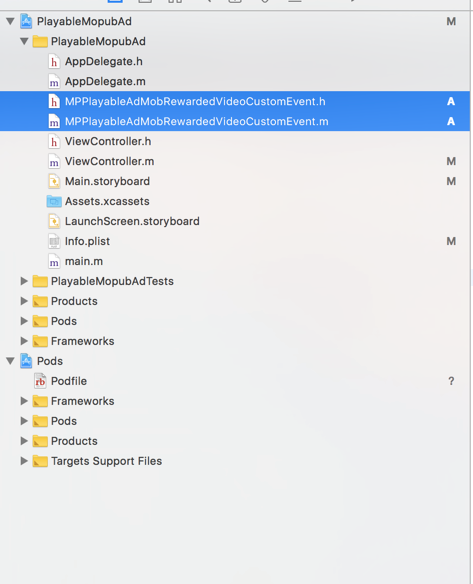 PlayableMopubAd M
PlayableMopubAd
h AppDelegate.h
m AppDelegate.m
h MPPlayableAdMobRewardedVideoCustomEvent.h A
m MPPlayableAdMobRewardedVideoCustomEvent.m A
h ViewController.h
m ViewController.m M
Main.storyboard M
Assets.xcassets
LaunchScreen.storyboard
Info.plist M
m main.m
PlayableMopubAdTests
Products
Pods
Frameworks
Pods
rb Podfile ?
Frameworks
Pods
Products
Targets Support Files